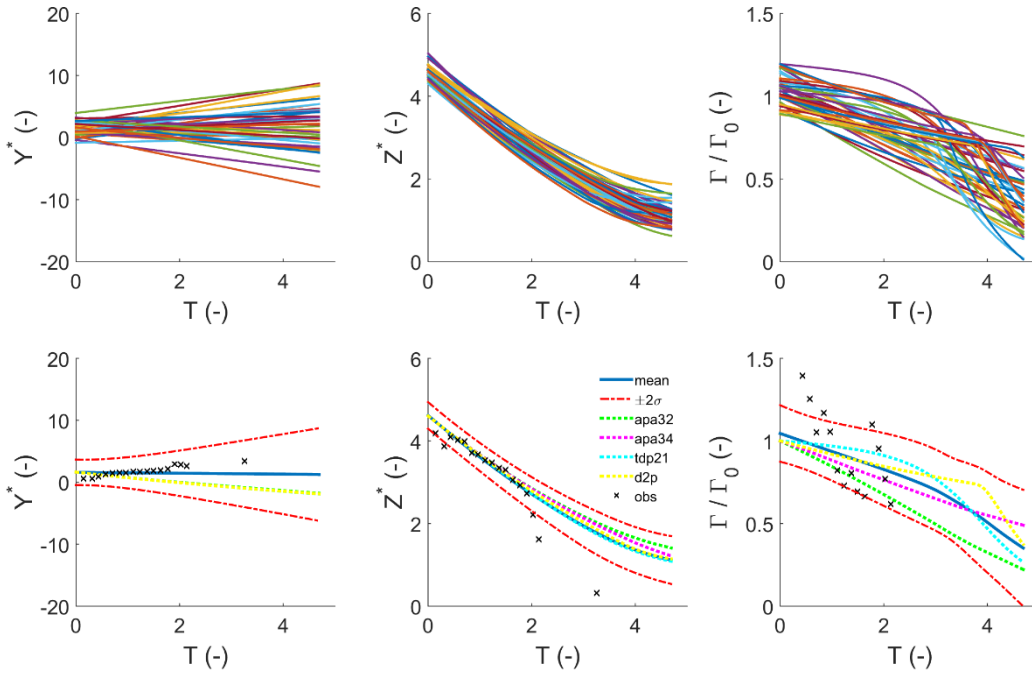 20
10
0
-10
-20
0
2
4
Y* (-)
T (-)
6
4
2
0
0
2
4
Z* (-)
T (-)
1.5
1
0.5
0
0
2
4
Γ / Γ₀ (-)
T (-)
20
10
0
-10
-20
0
2
4
Y* (-)
T (-)
6
4
2
0
0
2
4
Z* (-)
T (-)
mean
±2σ
apa32
apa34
tdp21
d2p
obs
1.5
1
0.5
0
0
2
4
Γ / Γ₀ (-)
T (-)